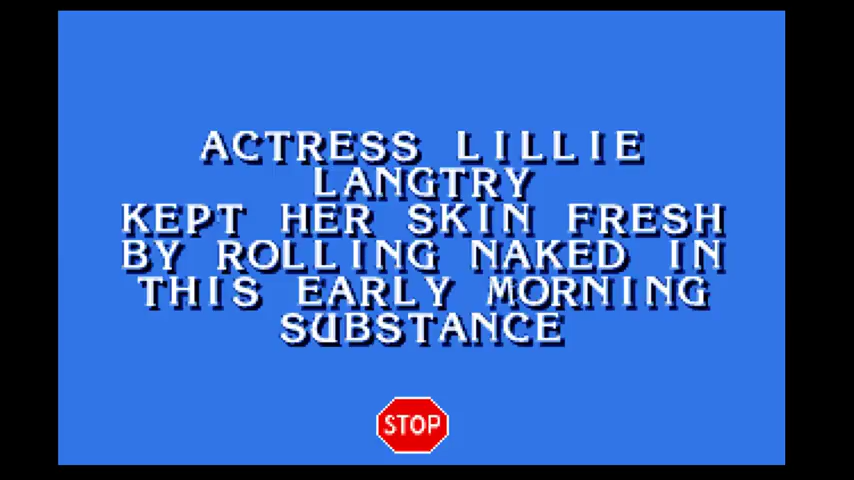 ACTRESS LILLIE
LANGTRY
KEPT HER SKIN FRESH
BY ROLLING NAKED IN
THIS EARLY MORNING
SUBSTANCE
STOP